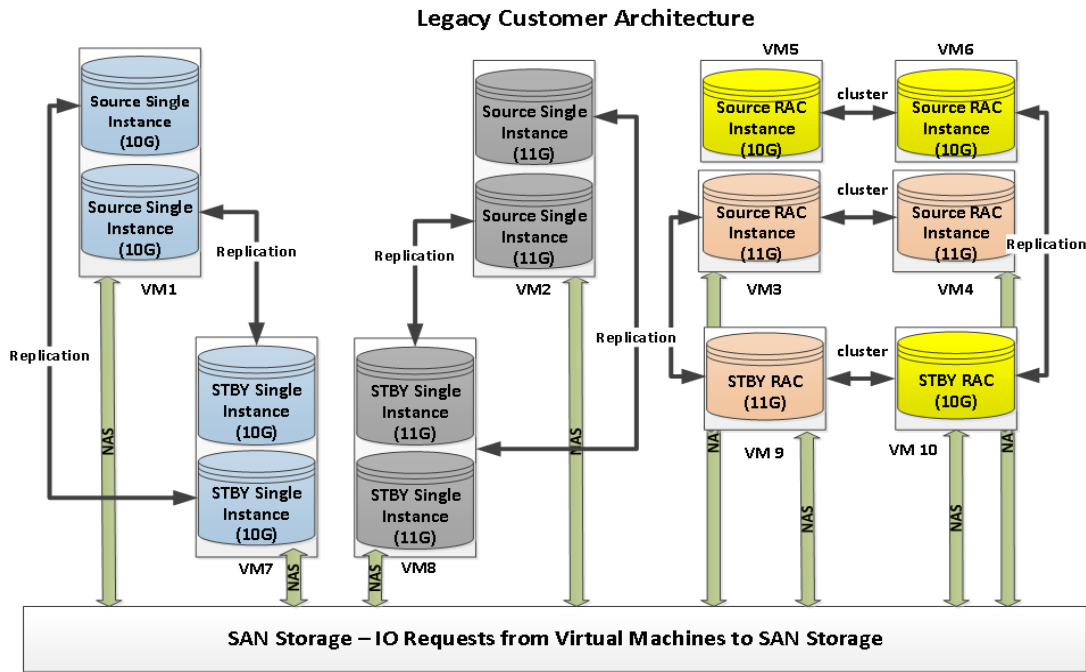 Legacy Customer Architecture
Source Single
Instance
(10G)
Source Single
Instance
(10G)
VM1
Replication
Replication
STBY Single
Instance
(10G)
STBY Single
Instance
(10G)
VM7
Source Single
Instance
(11G)
Source Single
Instance
(11G)
VM2
Replication
Replication
STBY Single
Instance
(11G)
STBY Single
Instance
(11G)
VM8
VM5
VM6
Source RAC
Instance
(10G)
cluster
Source RAC
Instance
(10G)
Source RAC
Instance
(11G)
cluster
Source RAC
Instance
(11G)
VM3
VM4
Replication
Replication
STBY RAC
(11G)
cluster
STBY RAC
(10G)
VM 9
VM 10
NAS
NAS
NAS
NAS
NA
NAS
NAS
NA
SAN Storage – IO Requests from Virtual Machines to SAN Storage